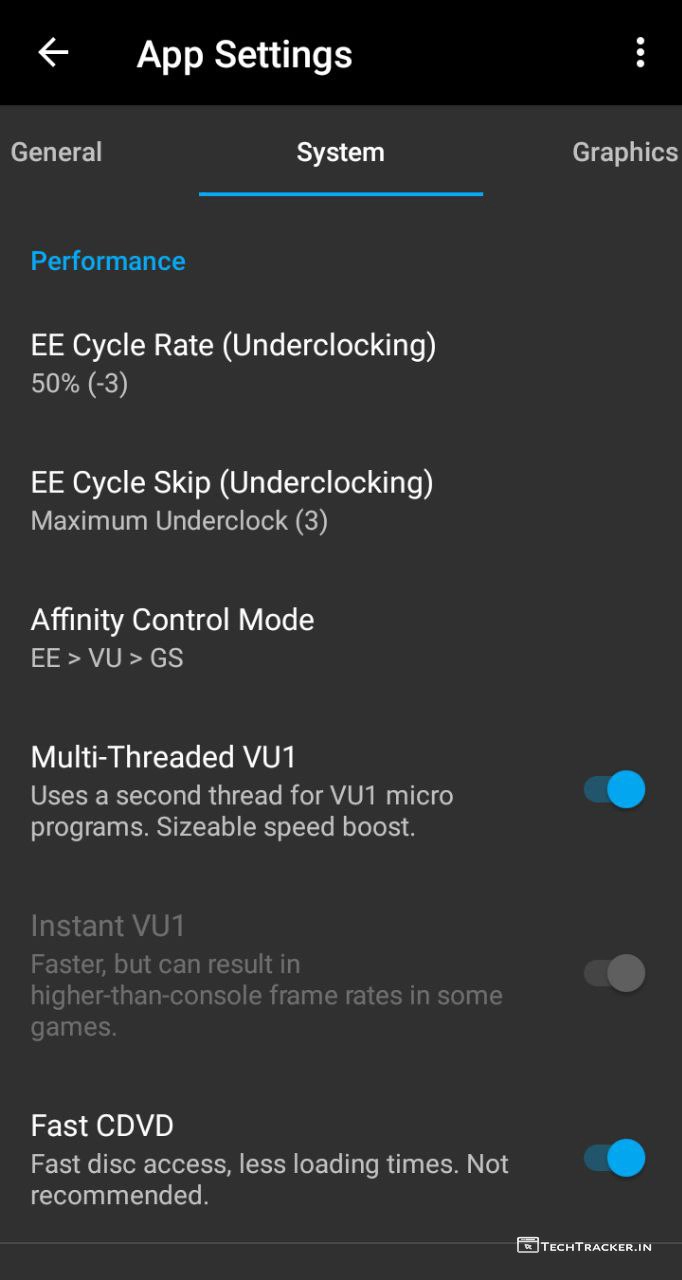 App Settings
General System Graphics
Performance
EE Cycle Rate (Underclocking)
50% (-3)
EE Cycle Skip (Underclocking)
Maximum Underclock (3)
Affinity Control Mode
EE > VU > GS
Multi-Threaded VU1
Uses a second thread for VU1 micro
programs. Sizeable speed boost.
Instant VU1
Faster, but can result in
higher-than-console frame rates in some
games.
Fast CDVD
Fast disc access, less loading times. Not
recommended.
TECHTRACKER.IN